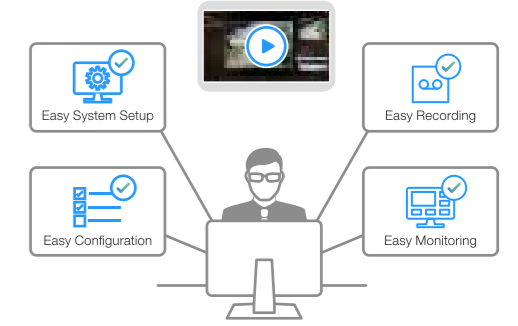 Easy System Setup
Easy Recording
Easy Configuration
Easy Monitoring